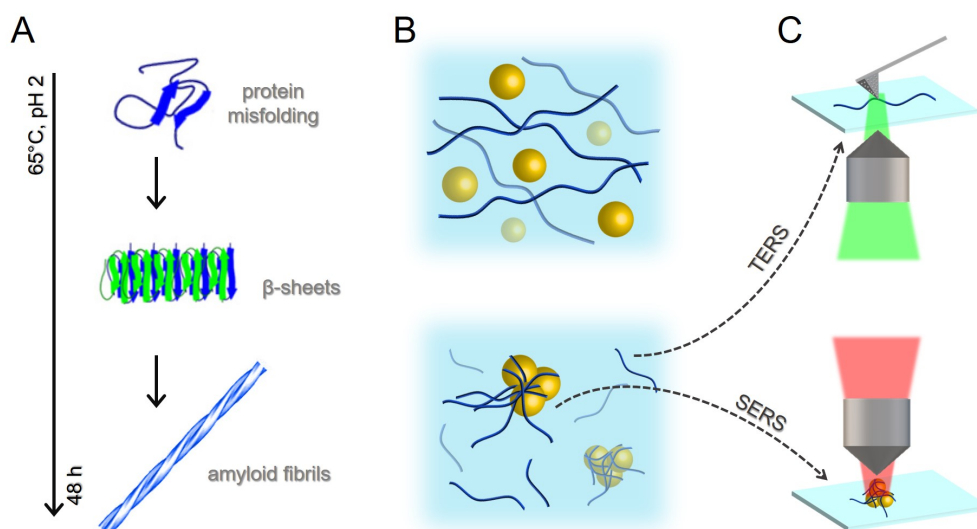 A
65°C, pH 2
48 h
protein
misfolding
β-sheets
amyloid fibrils
B
C
TERS
SERS